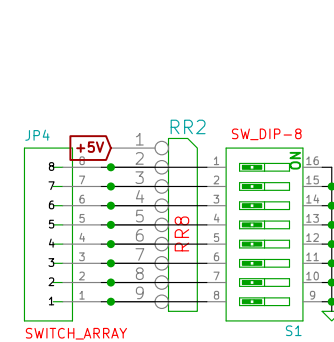 JP4
RR2
SW_DIP-8
+5V
1
8 8 2 1 16
7 7 3 2 15
6 6 4 3 14
5 5 5 4 13
4 4 6 5 12
3 3 7 6 11
2 2 8 7 10
1 1 9 8 9
ON
RR8
SWITCH_ARRAY
S1